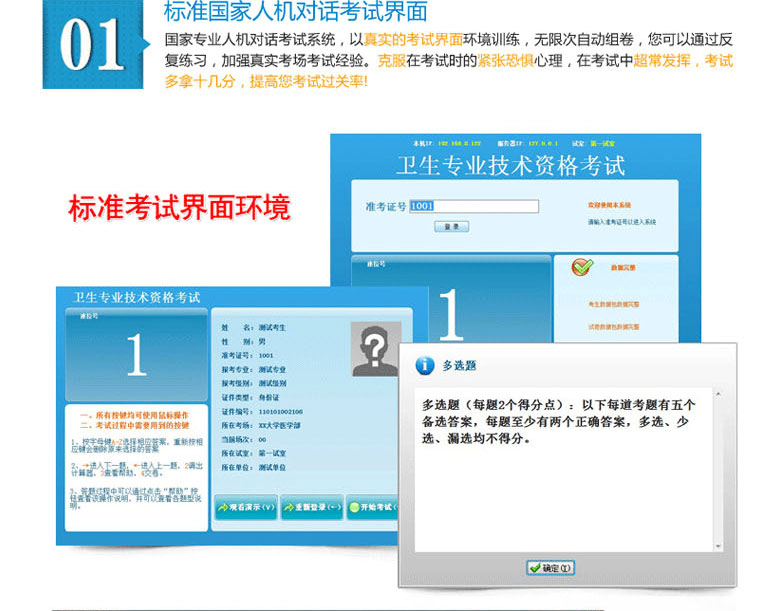 01
标准国家人机对话考试界面
国家专业人机对话考试系统，以真实的考试界面环境训练，无限次自动组卷，您可以通过反
复练习，加强真实考场考试经验。克服在考试时的紧张恐惧心理，在考试中超常发挥，考试
多拿十几分，提高您考试过关率!
标准考试界面环境
本机IP: 192.168.0.122 服务器IP: 127.0.0.1 试室: 第一试室
卫生专业技术资格考试
准考证号 1001
登 录
欢迎使用本系统
请输入准考证号以进入系统
座位号
1
数据完整
考生数据包数据完整
试卷数据包数据完整
卫生专业技术资格考试
座位号
1
一、所有按键均可使用鼠标操作
二、考试过程中需要用到的按键
1、按字母键A-Z选择相应答案，重新按相
应键会删除原来选择的答案
2、→进入下一题，←进入上一题，2调出
计算器，3查看帮助，4交卷。
3、答题过程中可以通过点击“帮助”按
钮查看该操作说明，并可以查看各题型说
明。
姓 名: 测试考生
性 别: 男
准考证号: 1001
报考专业: 测试专业
报考级别: 测试级别
证件类型: 身份证
证件编号: 110101002106
所在考场: XX大学医学部
当前场次: 00
所在试室: 第一试室
所在单位: 测试单位
观看演示(V)
重新登录(←)
开始考试(
多选题
多选题（每题2个得分点）: 以下每道考题有五个
备选答案，每题至少有两个正确答案，多选、少
选、漏选均不得分。
确定(Y)